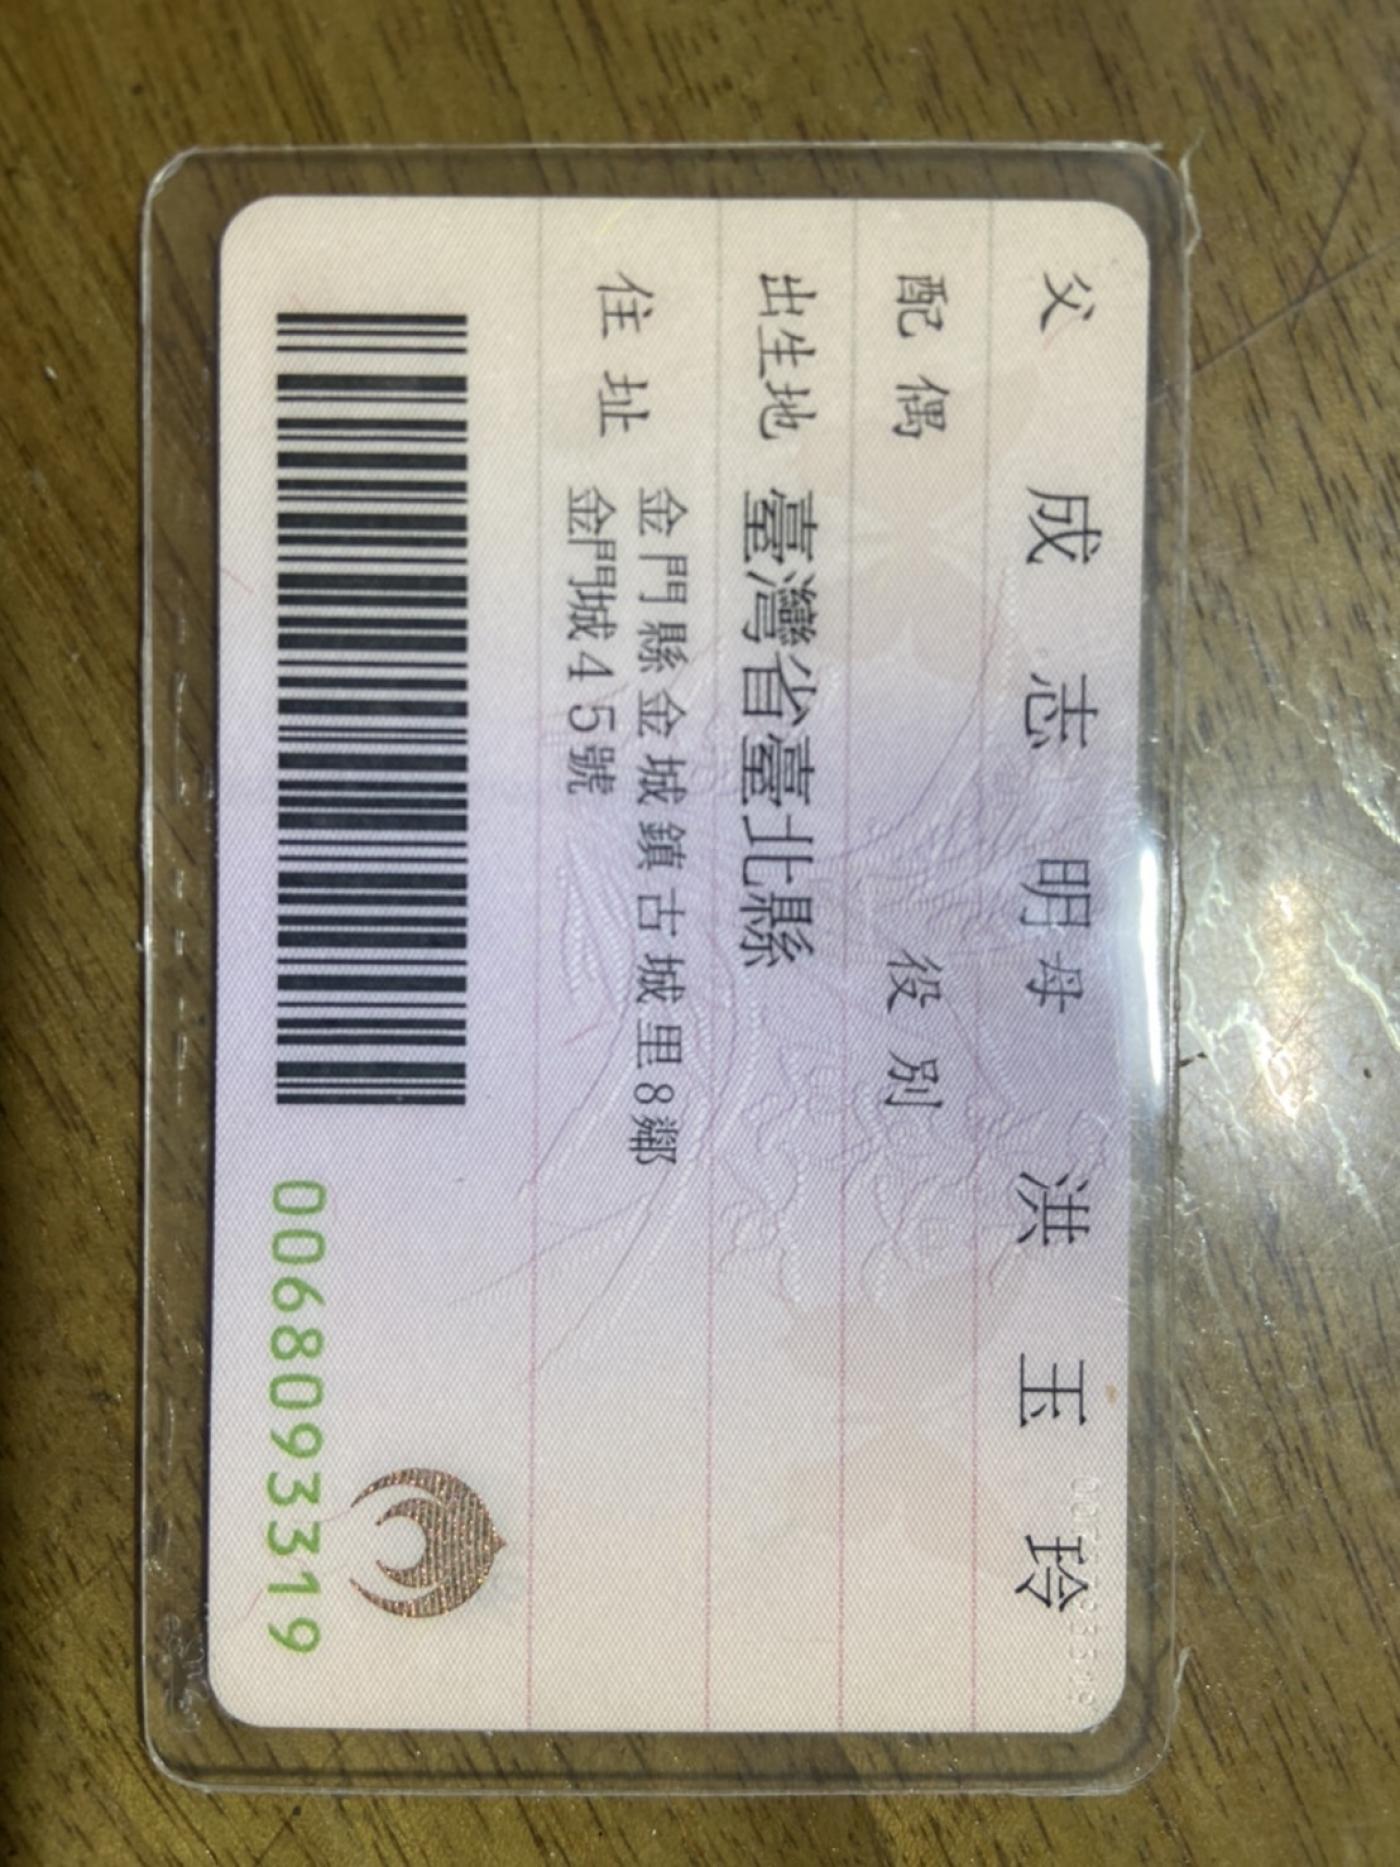 父 成志明 母 洪玉玲
配偶 役別
出生地 臺灣省臺北縣
住址 金門縣金城鎮古城里8鄰
金門城45號
0068093319